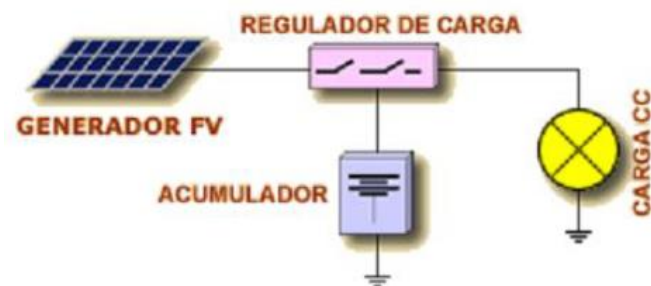 REGULADOR DE CARGA
GENERADOR FV
ACUMULADOR
CARGA CC